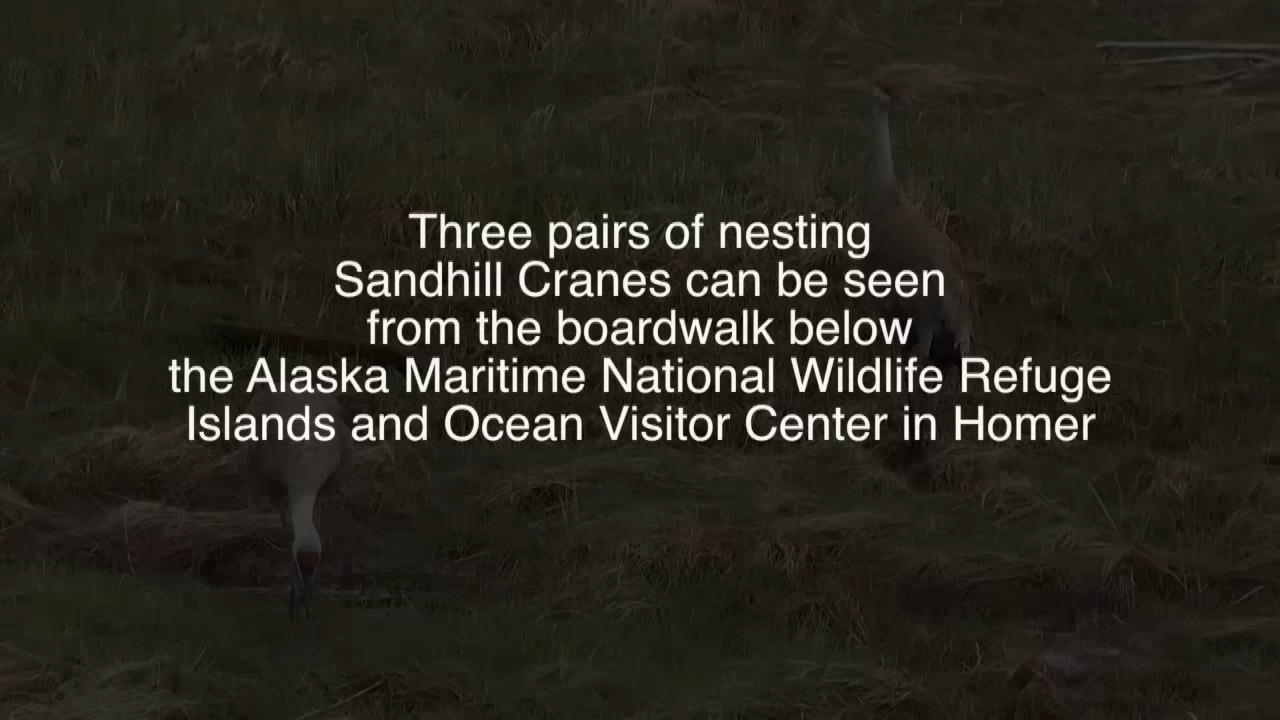 Three pairs of nesting
Sandhill Cranes can be seen
from the boardwalk below
the Alaska Maritime National Wildlife Refuge
Islands and Ocean Visitor Center in Homer